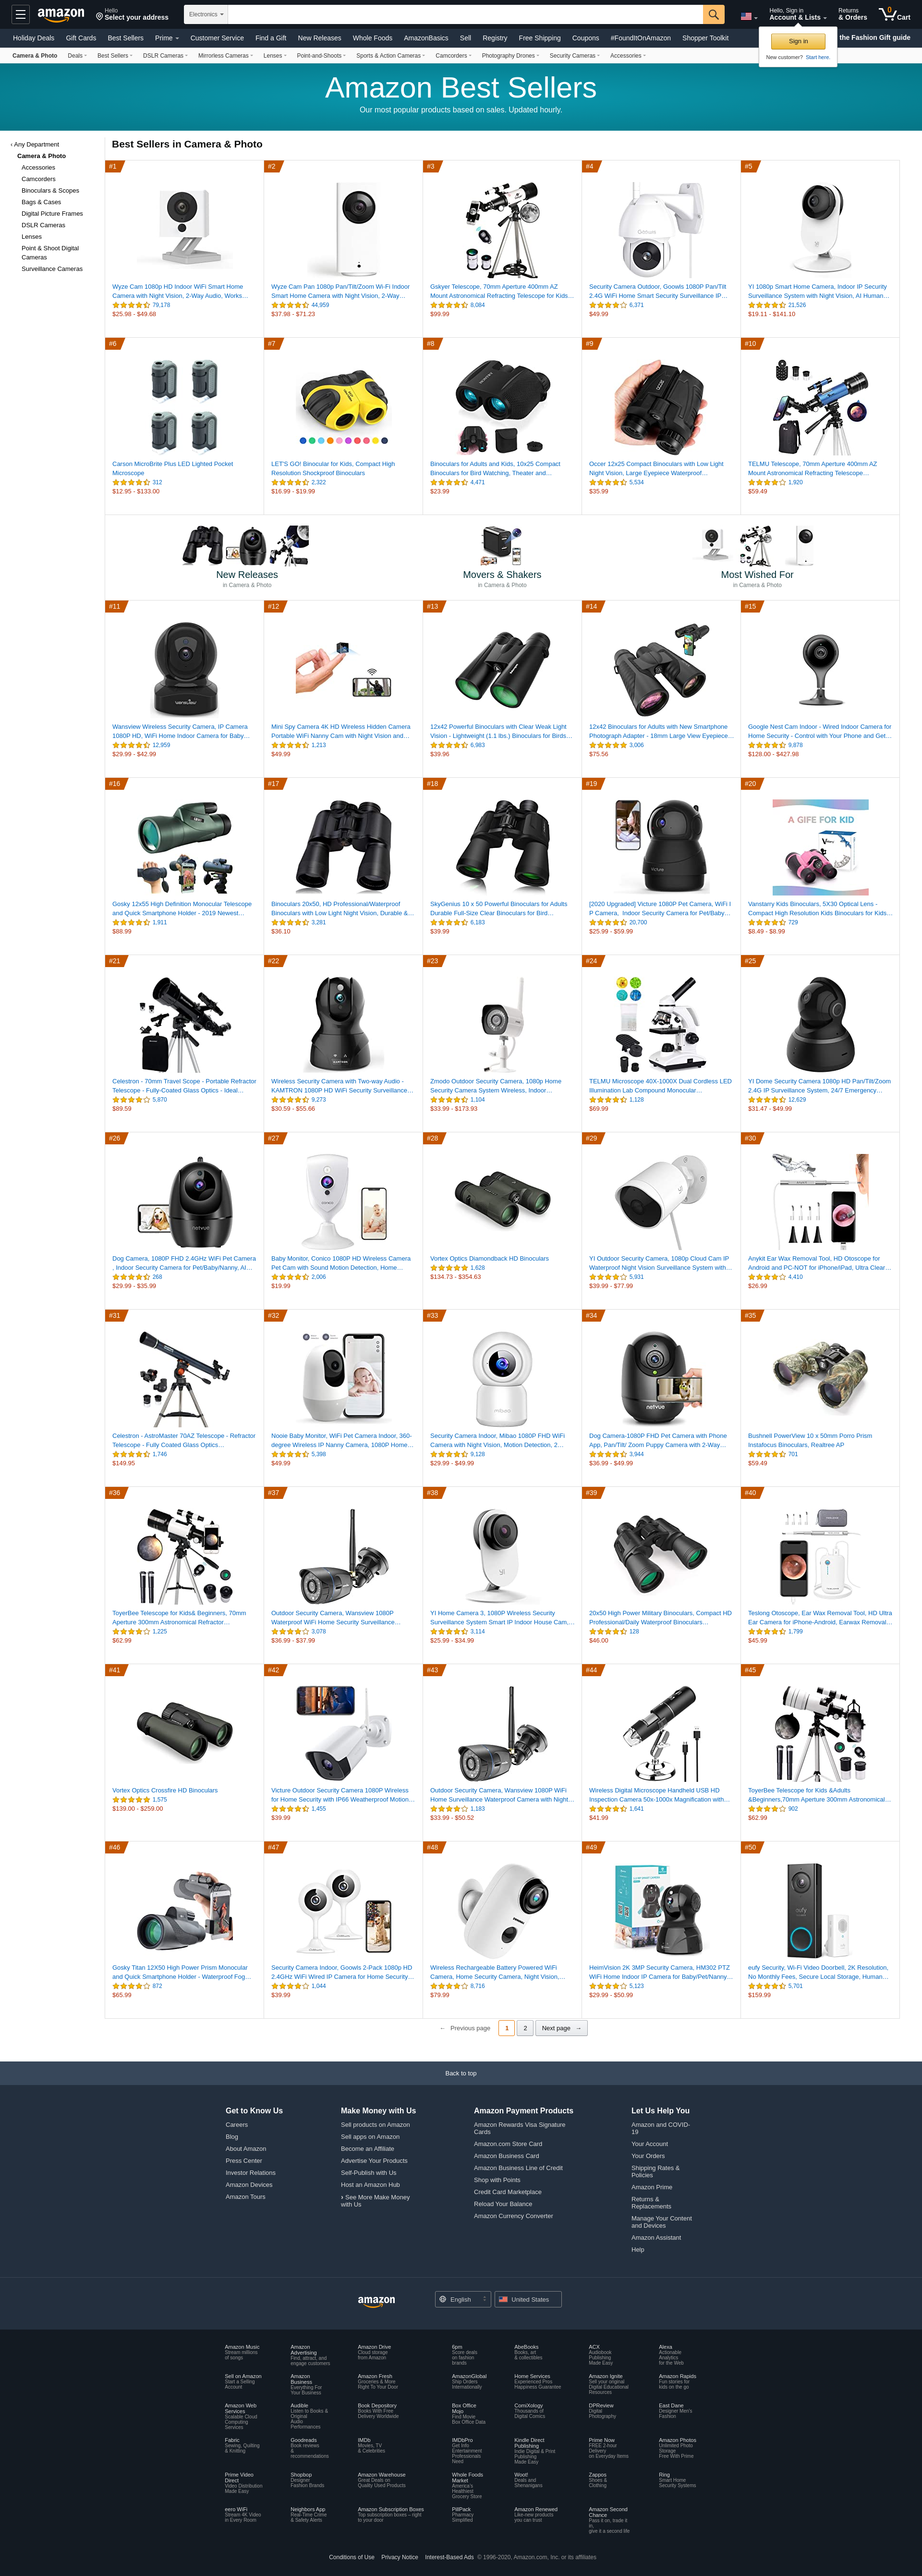 amazon
Hello
Select your address
Electronics
Hello, Sign in
Account & Lists
Returns
& Orders
0
Cart
Holiday Deals Gift Cards Best Sellers Prime Customer Service Find a Gift New Releases Whole Foods AmazonBasics Sell Registry Free Shipping Coupons #FoundItOnAmazon Shopper Toolkit
the Fashion Gift guide
Sign in
New customer? Start here.
Camera & Photo Deals Best Sellers DSLR Cameras Mirrorless Cameras Lenses Point-and-Shoots Sports & Action Cameras Camcorders Photography Drones Security Cameras Accessories
Amazon Best Sellers
Our most popular products based on sales. Updated hourly.
‹ Any Department
Camera & Photo
Accessories
Camcorders
Binoculars & Scopes
Bags & Cases
Digital Picture Frames
DSLR Cameras
Lenses
Point & Shoot Digital
Cameras
Surveillance Cameras
Best Sellers in Camera & Photo
#1
Wyze Cam 1080p HD Indoor WiFi Smart Home
Camera with Night Vision, 2-Way Audio, Works…
79,178
$25.98 - $49.68
#2
Wyze Cam Pan 1080p Pan/Tilt/Zoom Wi-Fi Indoor
Smart Home Camera with Night Vision, 2-Way…
44,959
$37.98 - $71.23
#3
Gskyer Telescope, 70mm Aperture 400mm AZ
Mount Astronomical Refracting Telescope for Kids…
8,084
$99.99
#4
Security Camera Outdoor, Goowls 1080P Pan/Tilt
2.4G WiFi Home Smart Security Surveillance IP…
6,371
$49.99
#5
YI 1080p Smart Home Camera, Indoor IP Security
Surveillance System with Night Vision, AI Human…
21,526
$19.11 - $141.10
#6
Carson MicroBrite Plus LED Lighted Pocket
Microscope
312
$12.95 - $133.00
#7
LET'S GO! Binocular for Kids, Compact High
Resolution Shockproof Binoculars
2,322
$16.99 - $19.99
#8
Binoculars for Adults and Kids, 10x25 Compact
Binoculars for Bird Watching, Theater and…
4,471
$23.99
#9
Occer 12x25 Compact Binoculars with Low Light
Night Vision, Large Eyepiece Waterproof…
5,534
$35.99
#10
TELMU Telescope, 70mm Aperture 400mm AZ
Mount Astronomical Refracting Telescope…
1,920
$59.49
New Releases
in Camera & Photo
Movers & Shakers
in Camera & Photo
Most Wished For
in Camera & Photo
#11
Wansview Wireless Security Camera, IP Camera
1080P HD, WiFi Home Indoor Camera for Baby…
12,959
$29.99 - $42.99
#12
Mini Spy Camera 4K HD Wireless Hidden Camera
Portable WiFi Nanny Cam with Night Vision and…
1,213
$49.99
#13
12x42 Powerful Binoculars with Clear Weak Light
Vision - Lightweight (1.1 lbs.) Binoculars for Birds…
6,983
$39.96
#14
12x42 Binoculars for Adults with New Smartphone
Photograph Adapter - 18mm Large View Eyepiece…
3,006
$75.56
#15
Google Nest Cam Indoor - Wired Indoor Camera for
Home Security - Control with Your Phone and Get…
9,878
$128.00 - $427.98
#16
Gosky 12x55 High Definition Monocular Telescope
and Quick Smartphone Holder - 2019 Newest…
1,911
$88.99
#17
Binoculars 20x50, HD Professional/Waterproof
Binoculars with Low Light Night Vision, Durable &…
3,281
$36.10
#18
SkyGenius 10 x 50 Powerful Binoculars for Adults
Durable Full-Size Clear Binoculars for Bird…
6,183
$39.99
#19
[2020 Upgraded] Victure 1080P Pet Camera, WiFi I
P Camera, Indoor Security Camera for Pet/Baby…
20,700
$25.99 - $59.99
#20
A GIFE FOR KID
Vanstarry Kids Binoculars, 5X30 Optical Lens -
Compact High Resolution Kids Binoculars for Kids…
729
$8.49 - $8.99
#21
Celestron - 70mm Travel Scope - Portable Refractor
Telescope - Fully-Coated Glass Optics - Ideal…
5,870
$89.59
#22
Wireless Security Camera with Two-way Audio -
KAMTRON 1080P HD WiFi Security Surveillance…
9,273
$30.59 - $55.66
#23
Zmodo Outdoor Security Camera, 1080p Home
Security Camera System Wireless, Indoor…
1,104
$33.99 - $173.93
#24
TELMU Microscope 40X-1000X Dual Cordless LED
Illumination Lab Compound Monocular…
1,128
$69.99
#25
YI Dome Security Camera 1080p HD Pan/Tilt/Zoom
2.4G IP Surveillance System, 24/7 Emergency…
12,629
$31.47 - $49.99
#26
netvue
Dog Camera, 1080P FHD 2.4GHz WiFi Pet Camera
, Indoor Security Camera for Pet/Baby/Nanny, AI…
268
$29.99 - $35.99
#27
Baby Monitor, Conico 1080P HD Wireless Camera
Pet Cam with Sound Motion Detection, Home…
2,006
$19.99
#28
Vortex Optics Diamondback HD Binoculars
1,628
$134.73 - $354.63
#29
YI Outdoor Security Camera, 1080p Cloud Cam IP
Waterproof Night Vision Surveillance System with…
5,931
$39.99 - $77.99
#30
Anykit Ear Wax Removal Tool, HD Otoscope for
Android and PC-NOT for iPhone/iPad, Ultra Clear…
4,410
$26.99
#31
Celestron - AstroMaster 70AZ Telescope - Refractor
Telescope - Fully Coated Glass Optics…
1,746
$149.95
#32
Nooie Baby Monitor, WiFi Pet Camera Indoor, 360-
degree Wireless IP Nanny Camera, 1080P Home…
5,398
$49.99
#33
Security Camera Indoor, Mibao 1080P FHD WiFi
Camera with Night Vision, Motion Detection, 2…
9,128
$29.99 - $49.99
#34
netvue
Dog Camera-1080P FHD Pet Camera with Phone
App, Pan/Tilt/ Zoom Puppy Camera with 2-Way…
3,944
$36.99 - $49.99
#35
Bushnell PowerView 10 x 50mm Porro Prism
Instafocus Binoculars, Realtree AP
701
$59.49
#36
ToyerBee Telescope for Kids& Beginners, 70mm
Aperture 300mm Astronomical Refractor…
1,225
$62.99
#37
Outdoor Security Camera, Wansview 1080P
Waterproof WiFi Home Security Surveillance…
3,078
$36.99 - $37.99
#38
YI Home Camera 3, 1080P Wireless Security
Surveillance System Smart IP Indoor House Cam,…
3,114
$25.99 - $34.99
#39
20x50 High Power Military Binoculars, Compact HD
Professional/Daily Waterproof Binoculars…
128
$46.00
#40
Teslong Otoscope, Ear Wax Removal Tool, HD Ultra
Ear Camera for iPhone-Android, Earwax Removal…
1,799
$45.99
#41
Vortex Optics Crossfire HD Binoculars
1,575
$139.00 - $259.00
#42
Victure Outdoor Security Camera 1080P Wireless
for Home Security with IP66 Weatherproof Motion…
1,455
$39.99
#43
Outdoor Security Camera, Wansview 1080P WiFi
Home Surveillance Waterproof Camera with Night…
1,183
$33.99 - $50.52
#44
Wireless Digital Microscope Handheld USB HD
Inspection Camera 50x-1000x Magnification with…
1,641
$41.99
#45
ToyerBee Telescope for Kids &Adults
&Beginners,70mm Aperture 300mm Astronomical…
902
$62.99
#46
Gosky Titan 12X50 High Power Prism Monocular
and Quick Smartphone Holder - Waterproof Fog…
872
$65.99
#47
Security Camera Indoor, Goowls 2-Pack 1080p HD
2.4GHz WiFi Wired IP Camera for Home Security…
1,044
$39.99
#48
Wireless Rechargeable Battery Powered WiFi
Camera, Home Security Camera, Night Vision,…
8,716
$79.99
#49
HeimVision 2K 3MP Security Camera, HM302 PTZ
WiFi Home Indoor IP Camera for Baby/Pet/Nanny…
5,123
$29.99 - $50.99
#50
eufy Security, Wi-Fi Video Doorbell, 2K Resolution,
No Monthly Fees, Secure Local Storage, Human…
5,701
$159.99
← Previous page 1 2 Next page →
Back to top
Get to Know Us
Careers
Blog
About Amazon
Press Center
Investor Relations
Amazon Devices
Amazon Tours
Make Money with Us
Sell products on Amazon
Sell apps on Amazon
Become an Affiliate
Advertise Your Products
Self-Publish with Us
Host an Amazon Hub
› See More Make Money
with Us
Amazon Payment Products
Amazon Rewards Visa Signature
Cards
Amazon.com Store Card
Amazon Business Card
Amazon Business Line of Credit
Shop with Points
Credit Card Marketplace
Reload Your Balance
Amazon Currency Converter
Let Us Help You
Amazon and COVID-
19
Your Account
Your Orders
Shipping Rates &
Policies
Amazon Prime
Returns &
Replacements
Manage Your Content
and Devices
Amazon Assistant
Help
amazon
English
United States
Amazon Music
Stream millions
of songs
Amazon
Advertising
Find, attract, and
engage customers
Amazon Drive
Cloud storage
from Amazon
6pm
Score deals
on fashion
brands
AbeBooks
Books, art
& collectibles
ACX
Audiobook
Publishing
Made Easy
Alexa
Actionable
Analytics
for the Web
Sell on Amazon
Start a Selling
Account
Amazon
Business
Everything For
Your Business
Amazon Fresh
Groceries & More
Right To Your Door
AmazonGlobal
Ship Orders
Internationally
Home Services
Experienced Pros
Happiness Guarantee
Amazon Ignite
Sell your original
Digital Educational
Resources
Amazon Rapids
Fun stories for
kids on the go
Amazon Web
Services
Scalable Cloud
Computing
Services
Audible
Listen to Books &
Original
Audio
Performances
Book Depository
Books With Free
Delivery Worldwide
Box Office
Mojo
Find Movie
Box Office Data
ComiXology
Thousands of
Digital Comics
DPReview
Digital
Photography
East Dane
Designer Men's
Fashion
Fabric
Sewing, Quilting
& Knitting
Goodreads
Book reviews
&
recommendations
IMDb
Movies, TV
& Celebrities
IMDbPro
Get Info
Entertainment
Professionals
Need
Kindle Direct
Publishing
Indie Digital & Print
Publishing
Made Easy
Prime Now
FREE 2-hour
Delivery
on Everyday Items
Amazon Photos
Unlimited Photo
Storage
Free With Prime
Prime Video
Direct
Video Distribution
Made Easy
Shopbop
Designer
Fashion Brands
Amazon Warehouse
Great Deals on
Quality Used Products
Whole Foods
Market
America's
Healthiest
Grocery Store
Woot!
Deals and
Shenanigans
Zappos
Shoes &
Clothing
Ring
Smart Home
Security Systems
eero WiFi
Stream 4K Video
in Every Room
Neighbors App
Real-Time Crime
& Safety Alerts
Amazon Subscription Boxes
Top subscription boxes – right
to your door
PillPack
Pharmacy
Simplified
Amazon Renewed
Like-new products
you can trust
Amazon Second
Chance
Pass it on, trade it
in,
give it a second life
Conditions of Use Privacy Notice Interest-Based Ads © 1996-2020, Amazon.com, Inc. or its affiliates